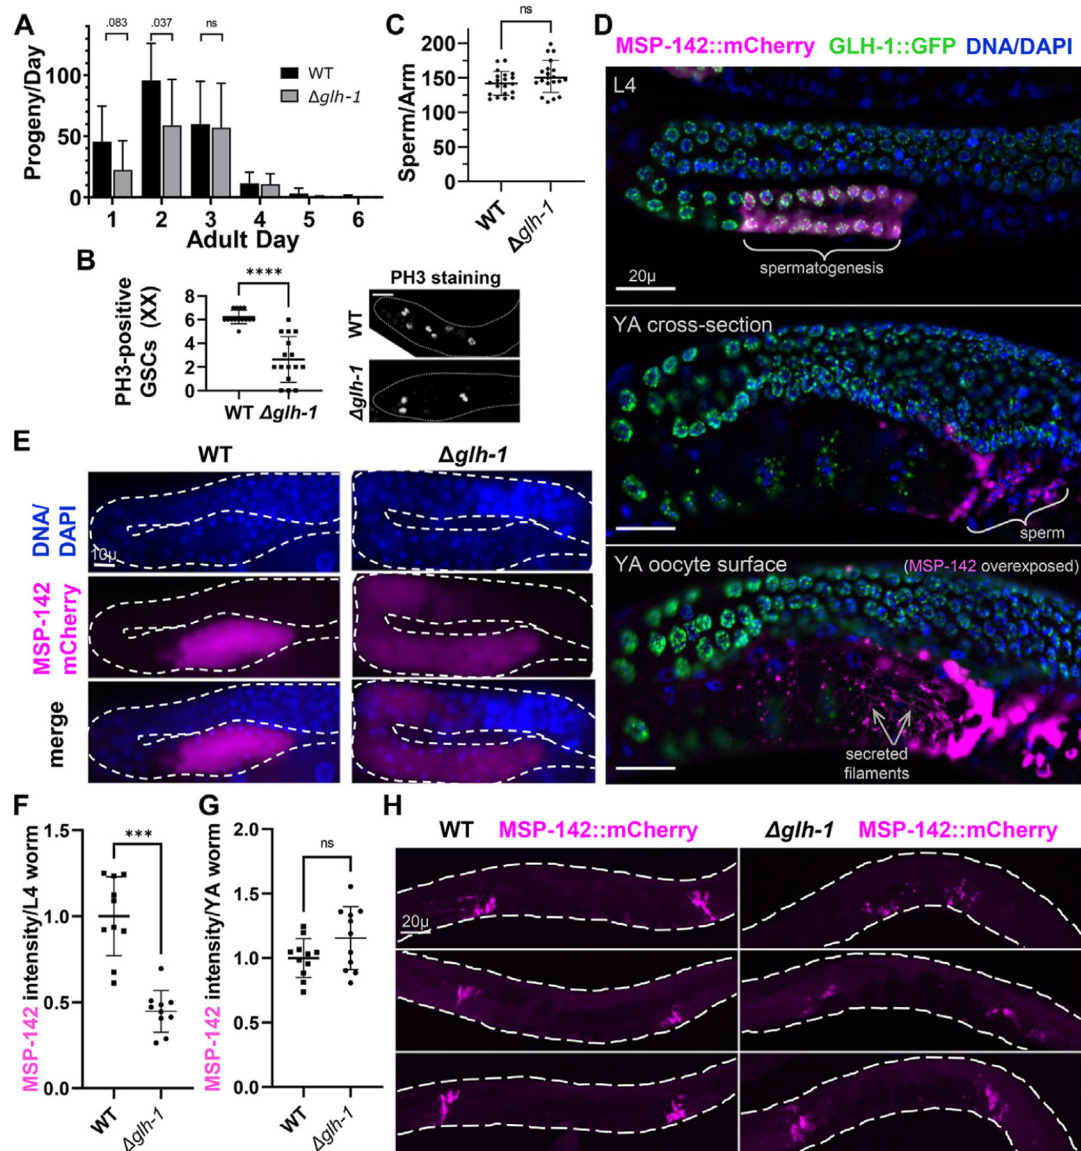 A
Progeny/Day
100
50
0
.083
.037
ns
WT
Δglh-1
1 2 3 4 5 6
Adult Day
B
PH3-positive
GSCs (XX)
8
6
4
2
0
****
WT Δglh-1
PH3 staining
WT
Δglh-1
C
Sperm/Arm
200
150
100
50
0
ns
WT
Δglh-1
D
MSP-142::mCherry GLH-1::GFP DNA/DAPI
L4
spermatogenesis
20µ
YA cross-section
sperm
YA oocyte surface
(MSP-142 overexposed)
secreted
filaments
E
WT
Δglh-1
DNA/
DAPI
10µ
MSP-142
mCherry
merge
F
MSP-142 intensity/L4 worm
1.5
1.0
0.5
0.0
***
WT
Δglh-1
G
MSP-142 intensity/YA worm
2.0
1.5
1.0
0.5
0.0
ns
WT
Δglh-1
H
WT MSP-142::mCherry
Δglh-1 MSP-142::mCherry
20µ